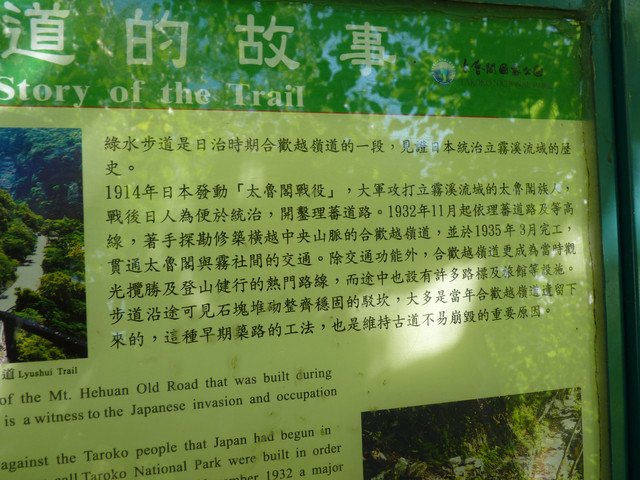 道的故事
Story of the Trail
太魯閣國家公園
TAROKO NATIONAL PARK
綠水步道是日治時期合歡越嶺道的一段，見證日本統治立霧溪流域的歷
史。
1914年日本發動「太魯閣戰役」，大軍攻打立霧溪流域的太魯閣族人，
戰後日人為便於統治，開鑿理蕃道路。1932年11月起依理蕃道路及等高
線，著手探勘修築橫越中央山脈的合歡越嶺道，並於1935年3月完工，
貫通太魯閣與霧社間的交通。除交通功能外，合歡越嶺道更成為當時觀
光攬勝及登山健行的熱門路線，而途中也設有許多路標及旅館等設施。
步道沿途可見石塊堆砌整齊穩固的駁坎，大多是當年合歡越嶺道遺留下
來的，這種早期築路的工法，也是維持古道不易崩毀的重要原因。
道 Lyushui Trail
of the Mt. Hehuan Old Road that was built curing
is a witness to the Japanese invasion and occupation
against the Taroko people that Japan had begun in
call Taroko National Park were built in order
1932 a major